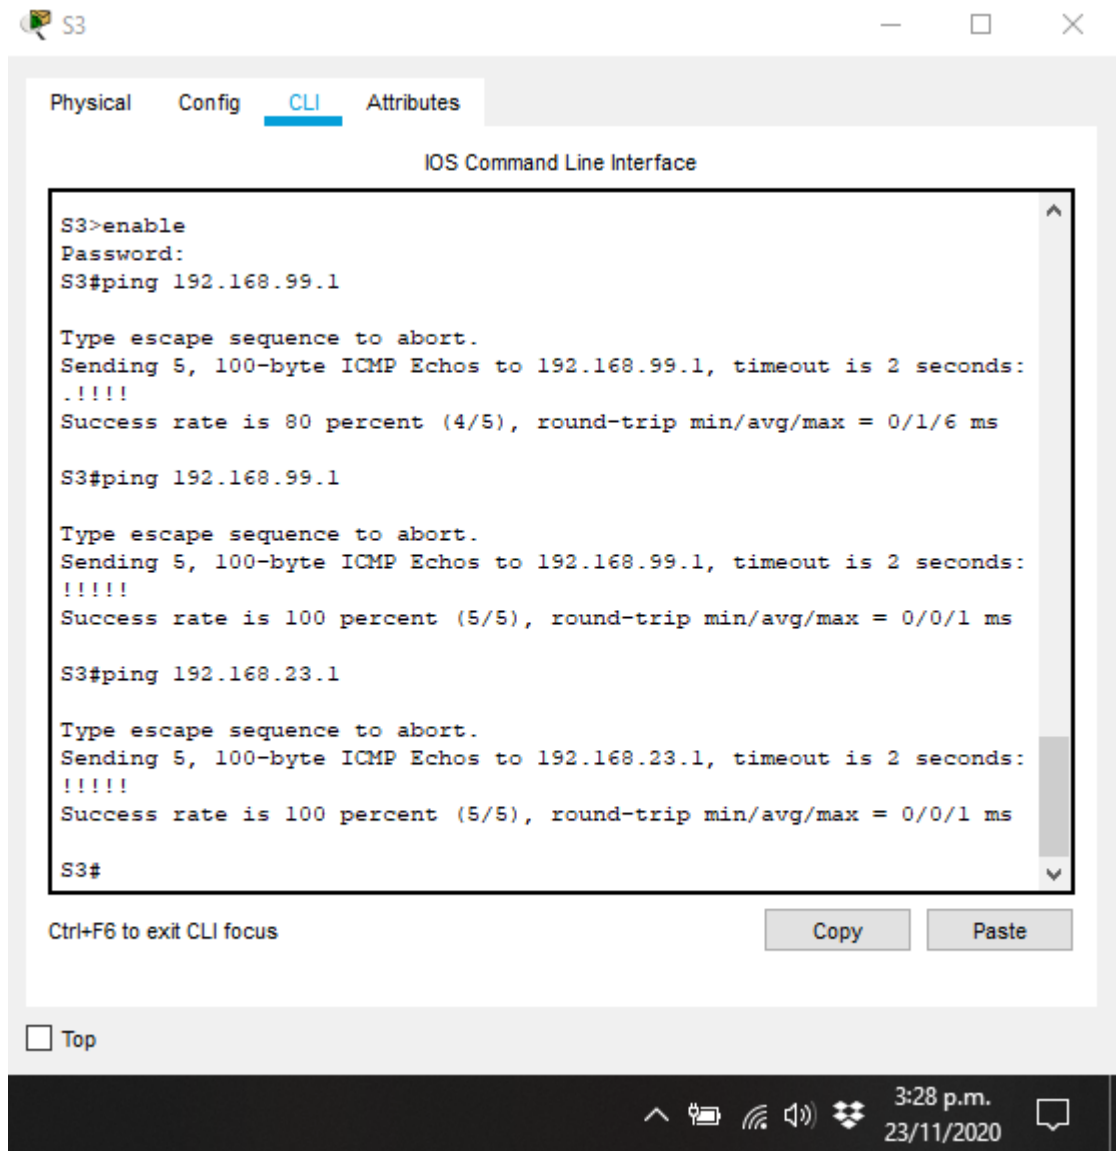 S3
Physical Config CLI Attributes
IOS Command Line Interface
S3>enable
Password:
S3#ping 192.168.99.1
Type escape sequence to abort.
Sending 5, 100-byte ICMP Echos to 192.168.99.1, timeout is 2 seconds:
.!!!!
Success rate is 80 percent (4/5), round-trip min/avg/max = 0/1/6 ms
S3#ping 192.168.99.1
Type escape sequence to abort.
Sending 5, 100-byte ICMP Echos to 192.168.99.1, timeout is 2 seconds:
!!!!!
Success rate is 100 percent (5/5), round-trip min/avg/max = 0/0/1 ms
S3#ping 192.168.23.1
Type escape sequence to abort.
Sending 5, 100-byte ICMP Echos to 192.168.23.1, timeout is 2 seconds:
!!!!!
Success rate is 100 percent (5/5), round-trip min/avg/max = 0/0/1 ms
S3#
Ctrl+F6 to exit CLI focus
Copy Paste
Top
3:28 p.m.
23/11/2020